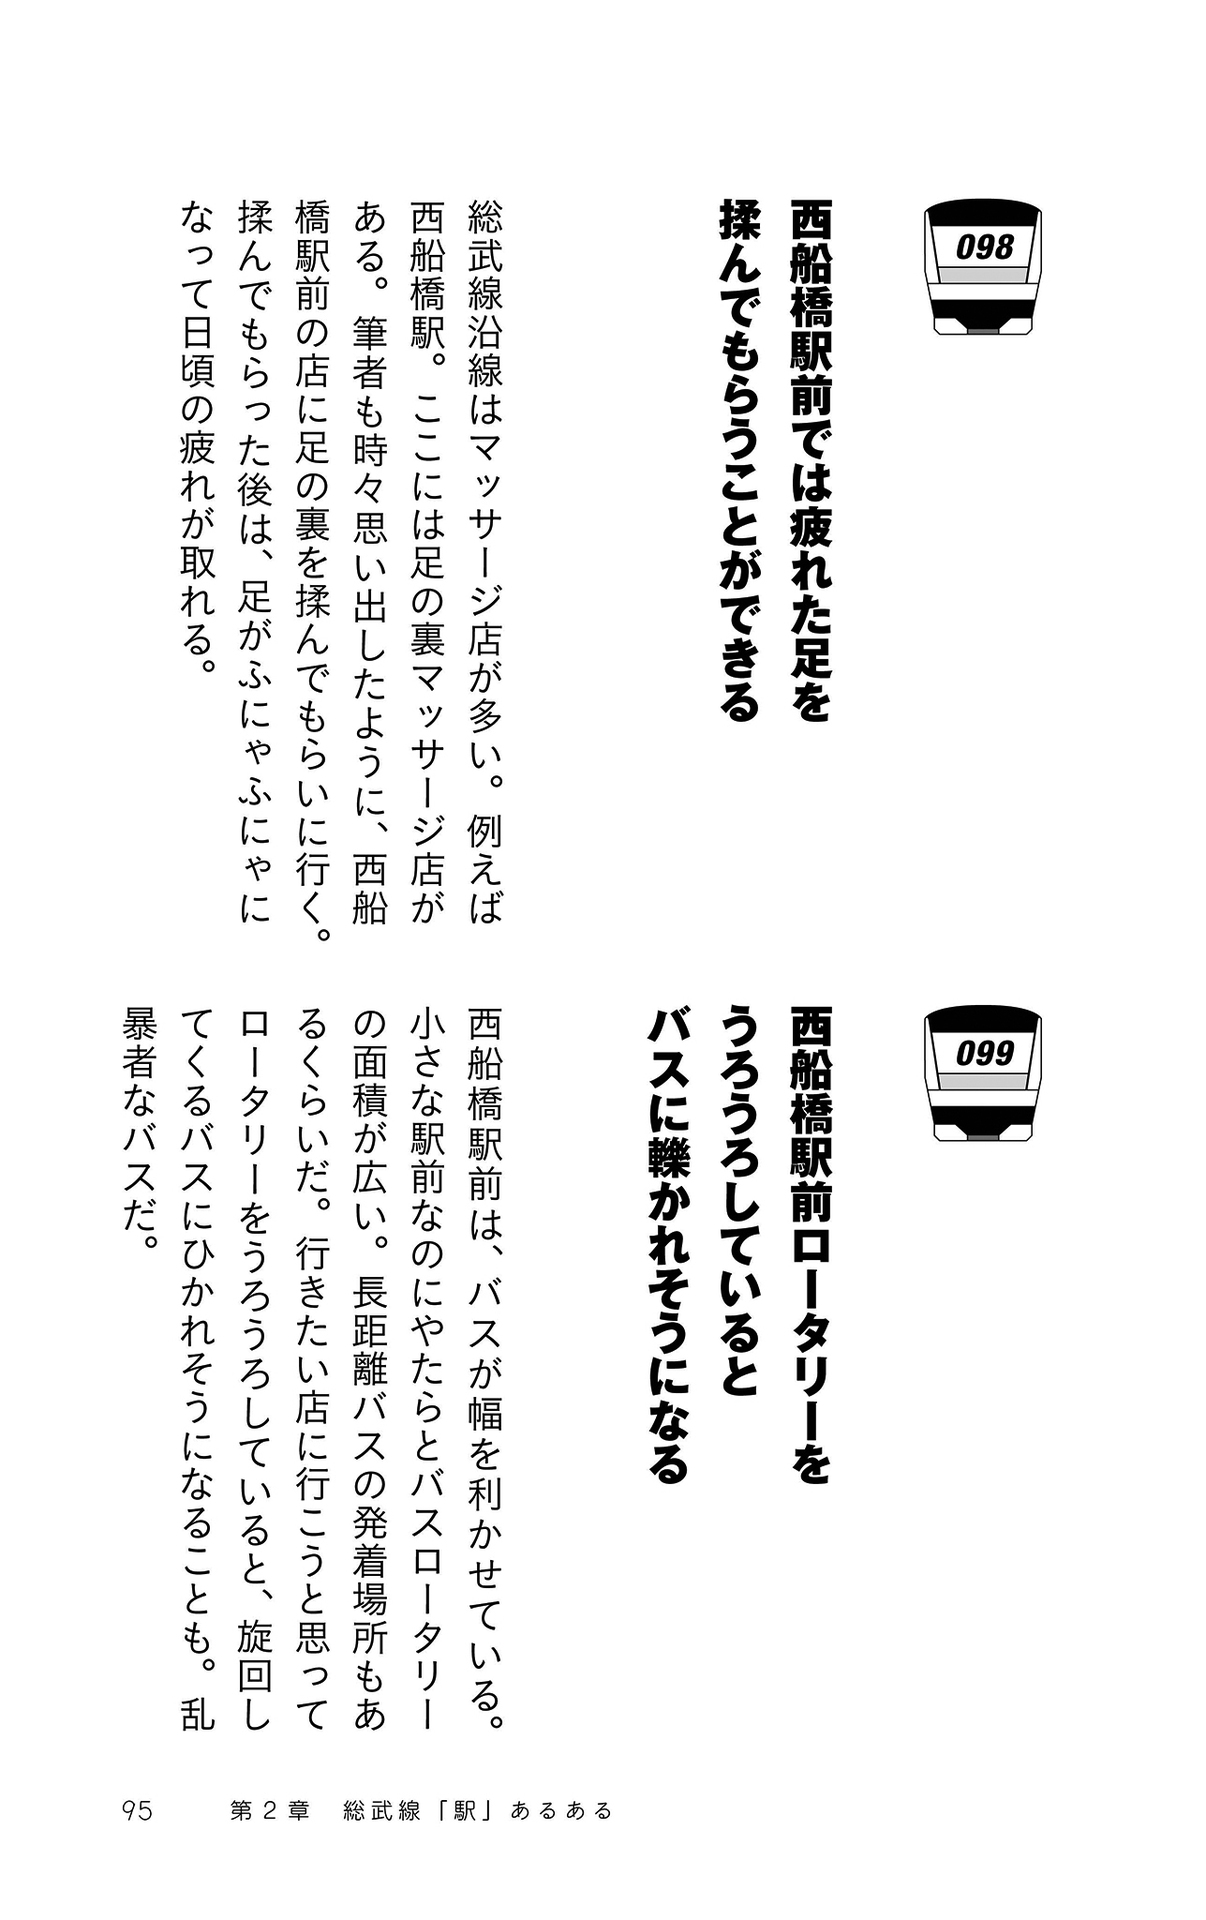 098
西船橋駅前では疲れた足を
揉んでもらうことができる
総武線沿線はマッサージ店が多い。例えば
西船橋駅。ここには足の裏マッサージ店が
ある。筆者も時々思い出したように、西船
橋駅前の店に足の裏を揉んでもらいに行く。
揉んでもらった後は、足がふにゃふにゃに
なって日頃の疲れが取れる。
099
西船橋駅前ロータリーを
うろうろしていると
バスに轢かれそうになる
西船橋駅前は、バスが幅を利かせている。
小さな駅前なのにやたらとバスロータリー
の面積が広い。長距離バスの発着場所もあ
るくらいだ。行きたい店に行こうと思って
ロータリーをうろうろしていると、旋回し
てくるバスにひかれそうになることも。乱
暴者なバスだ。
95 第2章 総武線「駅」あるある